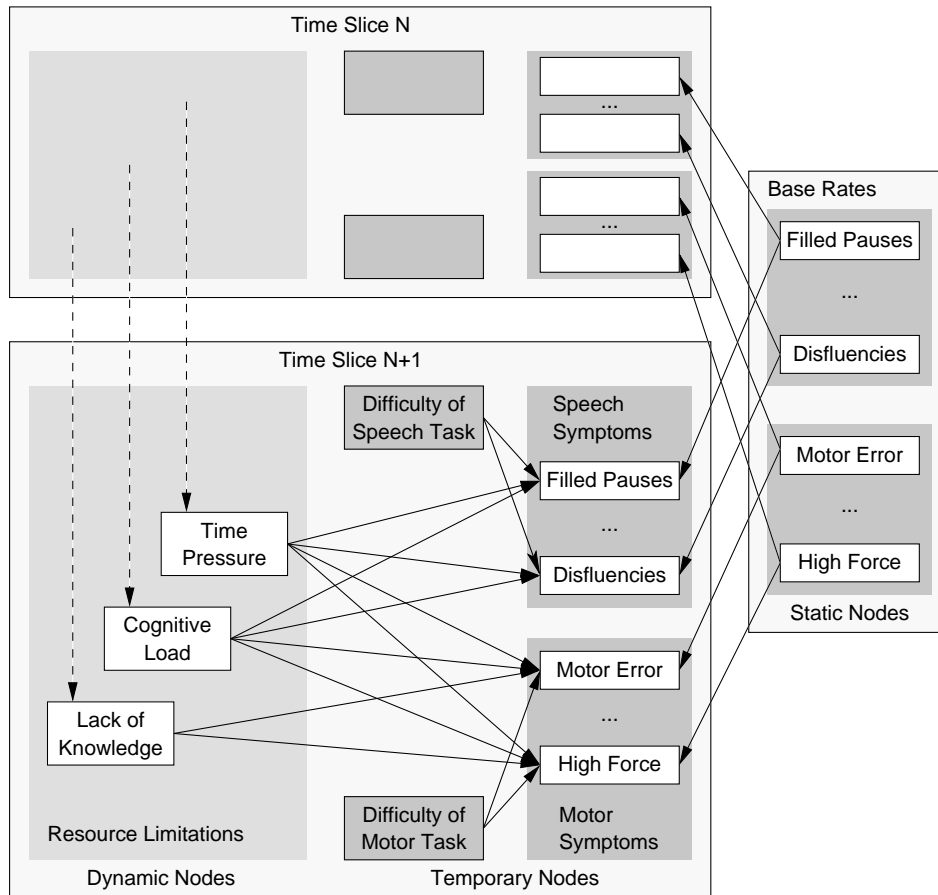 Time Slice N
...
...
Base Rates
Filled Pauses
...
Disfluencies
Motor Error
...
High Force
Static Nodes
Time Slice N+1
Difficulty of
Speech Task
Speech
Symptoms
Filled Pauses
...
Disfluencies
Time
Pressure
Cognitive
Load
Lack of
Knowledge
Motor Error
...
High Force
Difficulty of
Motor Task
Motor
Symptoms
Resource Limitations
Dynamic Nodes
Temporary Nodes